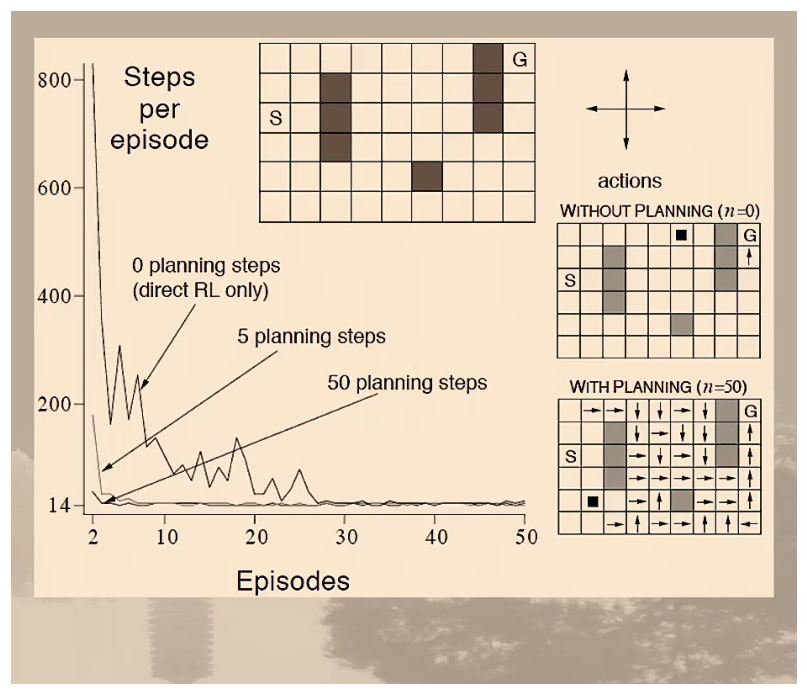 Steps
per
episode
800
600
400
200
14
2
10
20
30
40
50
Episodes
0 planning steps
(direct RL only)
5 planning steps
50 planning steps
S
G
actions
WITHOUT PLANNING (n=0)
S
G
WITH PLANNING (n=50)
S
G